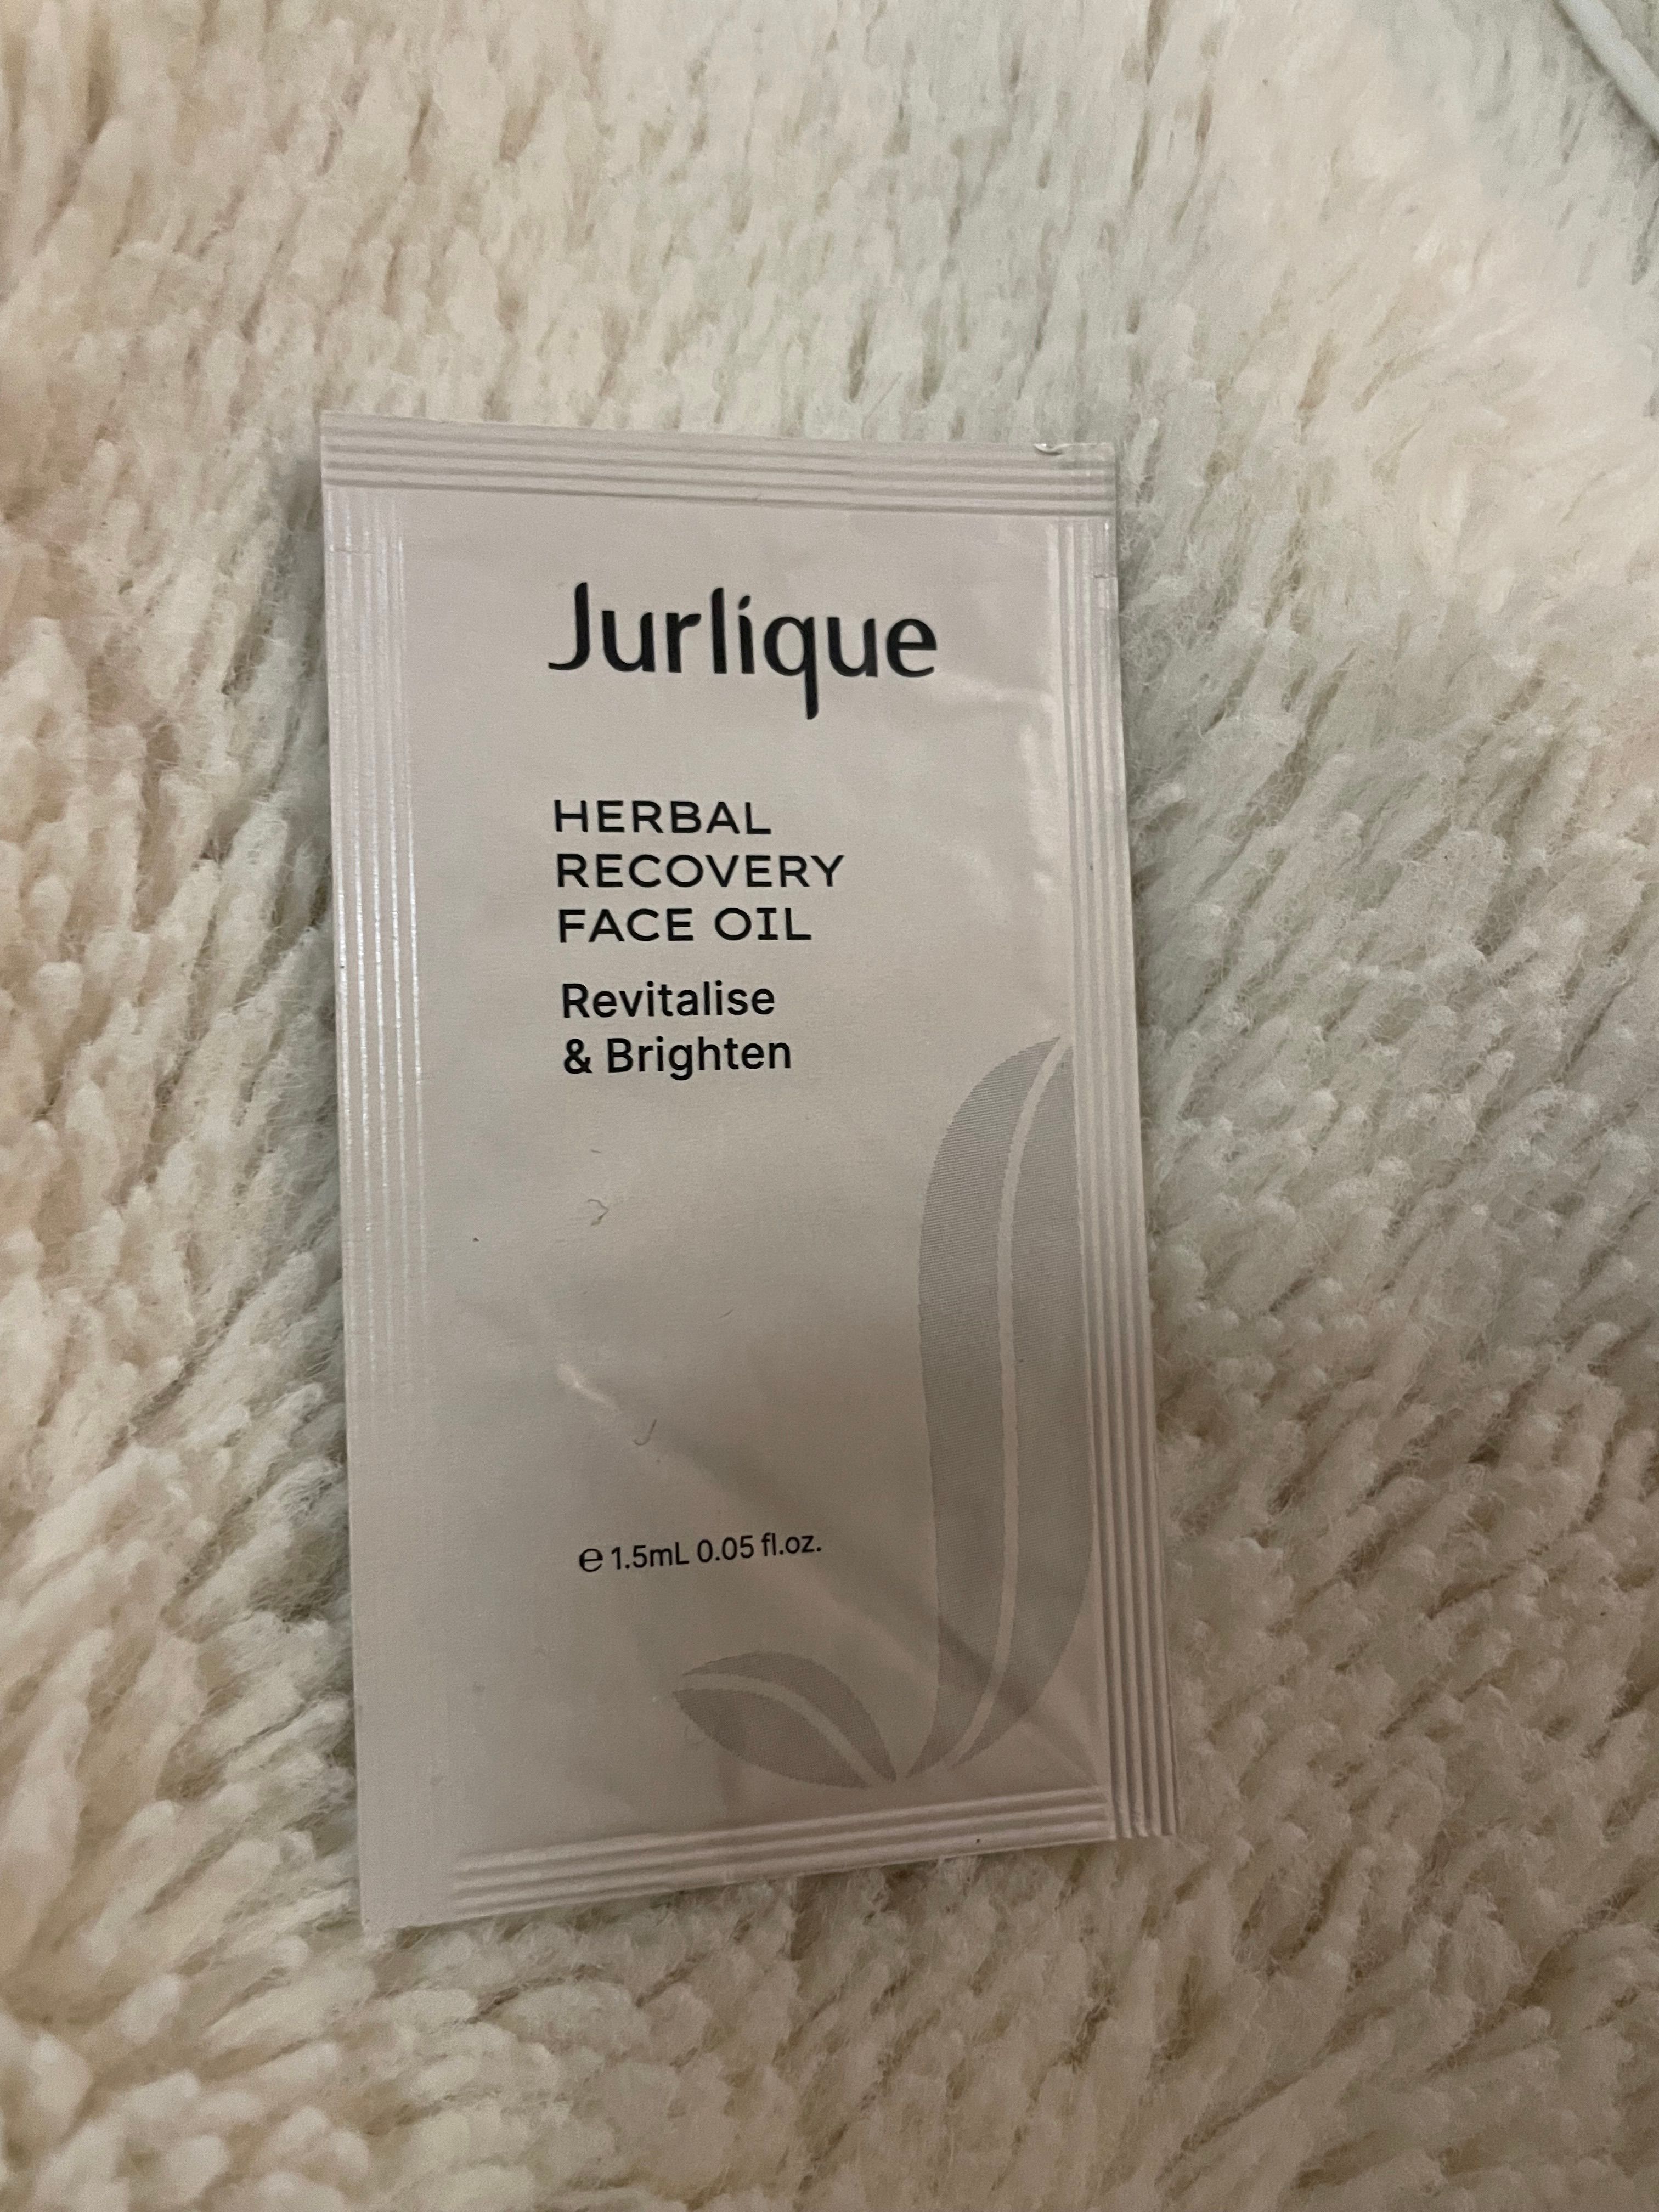 Jurlique
HERBAL
RECOVERY
FACE OIL
Revitalise
& Brighten
℮ 1.5mL 0.05 fl.oz.